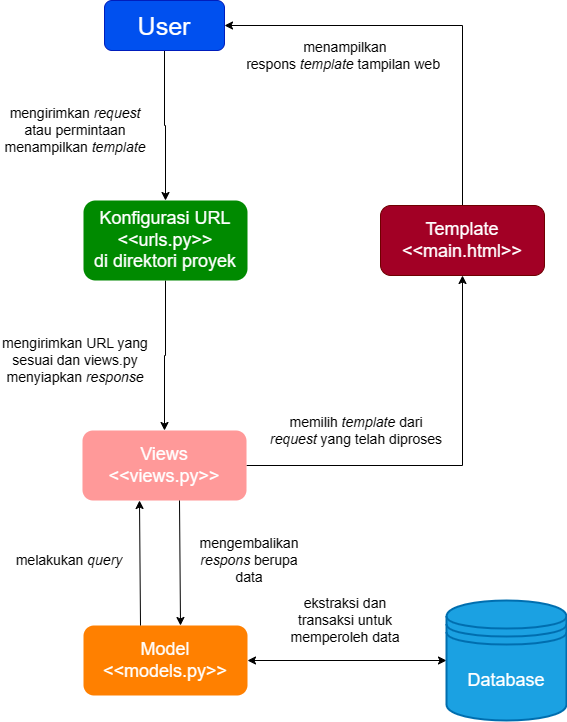 User
menampilkan
respons template tampilan web
mengirimkan request
atau permintaan
menampilkan template
Konfigurasi URL
<<urls.py>>
di direktori proyek
Template
<<main.html>>
mengirimkan URL yang
sesuai dan views.py
menyiapkan response
memilih template dari
request yang telah diproses
Views
<<views.py>>
melakukan query
mengembalikan
respons berupa
data
ekstraksi dan
transaksi untuk
memperoleh data
Model
<<models.py>>
Database